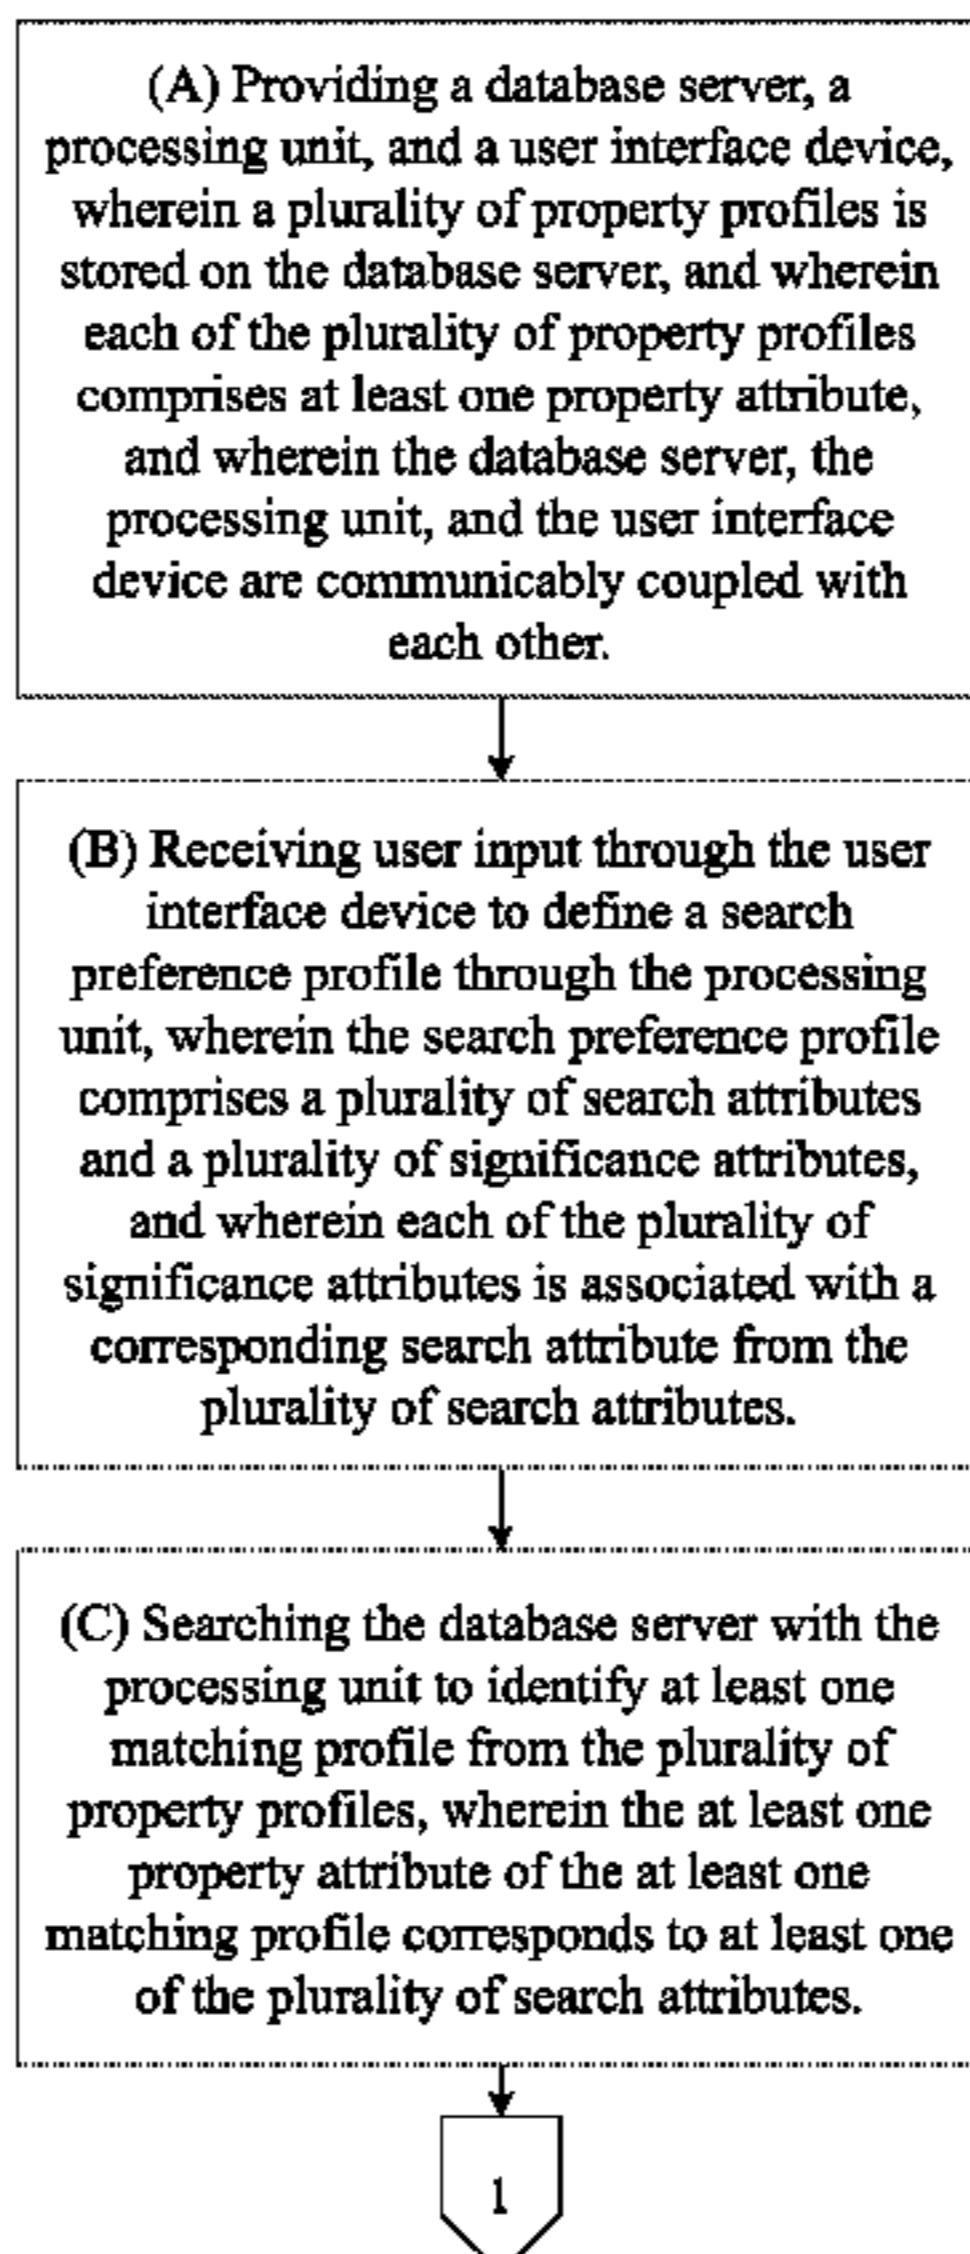 (A) Providing a database server, a
processing unit, and a user interface device,
wherein a plurality of property profiles is
stored on the database server, and wherein
each of the plurality of property profiles
comprises at least one property attribute,
and wherein the database server, the
processing unit, and the user interface
device are communicably coupled with
each other.
(B) Receiving user input through the user
interface device to define a search
preference profile through the processing
unit, wherein the search preference profile
comprises a plurality of search attributes
and a plurality of significance attributes,
and wherein each of the plurality of
significance attributes is associated with a
corresponding search attribute from the
plurality of search attributes.
(C) Searching the database server with the
processing unit to identify at least one
matching profile from the plurality of
property profiles, wherein the at least one
property attribute of the at least one
matching profile corresponds to at least one
of the plurality of search attributes.
1